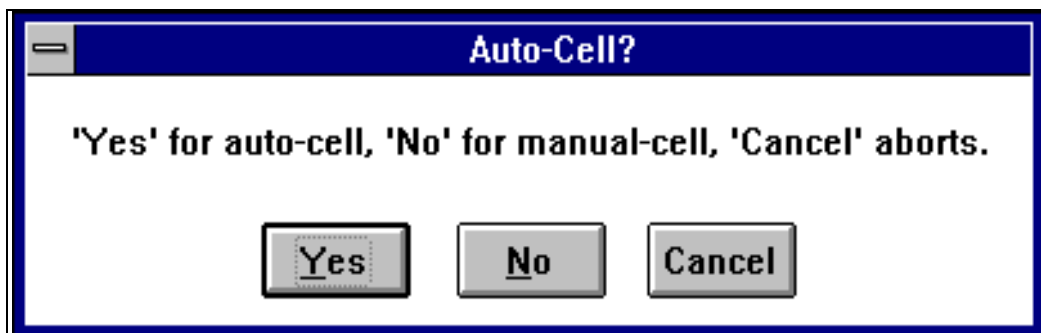 Auto-Cell?
'Yes' for auto-cell, 'No' for manual-cell, 'Cancel' aborts.
Yes No Cancel